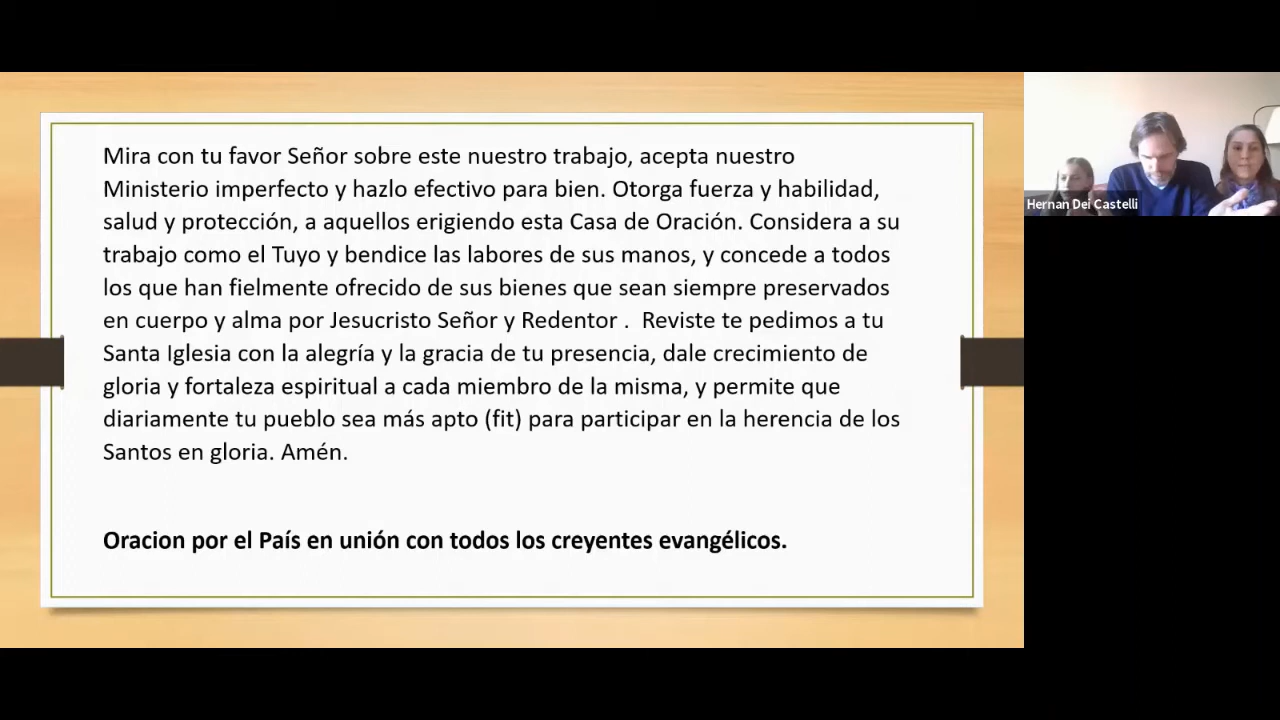 Mira con tu favor Señor sobre este nuestro trabajo, acepta nuestro
Ministerio imperfecto y hazlo efectivo para bien. Otorga fuerza y habilidad,
salud y protección, a aquellos erigiendo esta Casa de Oración. Considera a su
trabajo como el Tuyo y bendice las labores de sus manos, y concede a todos
los que han fielmente ofrecido de sus bienes que sean siempre preservados
en cuerpo y alma por Jesucristo Señor y Redentor .  Reviste te pedimos a tu
Santa Iglesia con la alegría y la gracia de tu presencia, dale crecimiento de
gloria y fortaleza espiritual a cada miembro de la misma, y permite que
diariamente tu pueblo sea más apto (fit) para participar en la herencia de los
Santos en gloria. Amén.
Oracion por el País en unión con todos los creyentes evangélicos.
Hernan Dei Castelli